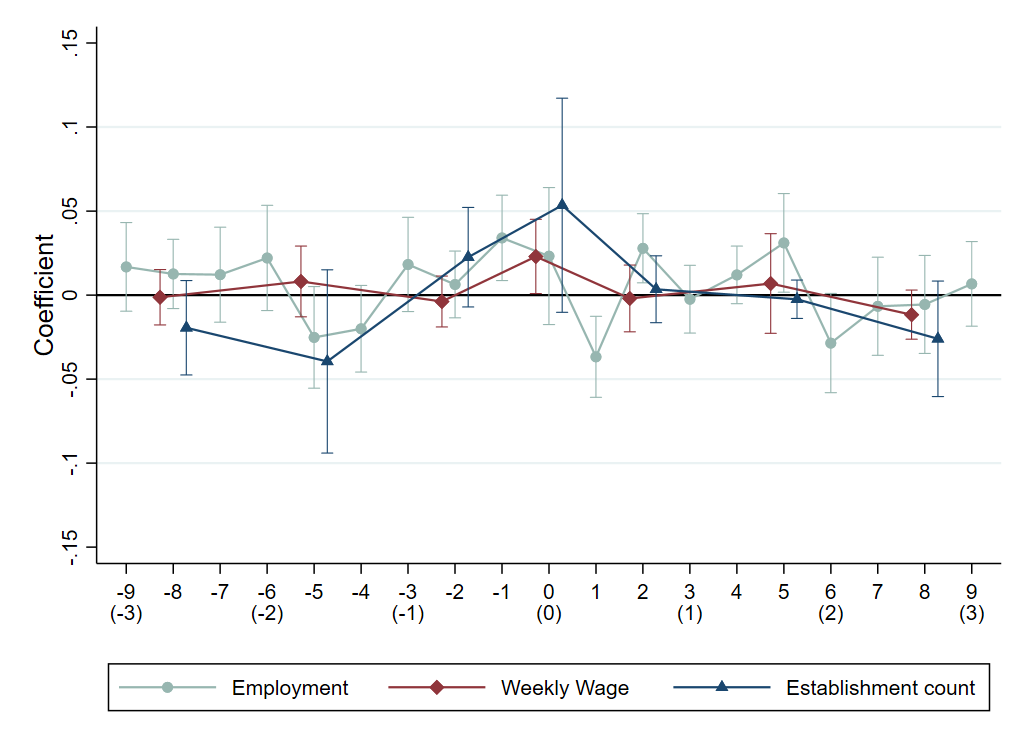 .15
.1
.05
0
-.05
-.1
-.15
Coefficient
-9 -8 -7 -6 -5 -4 -3 -2 -1 0 1 2 3 4 5 6 7 8 9
(-3) (-2) (-1) (0) (1) (2) (3)
Employment Weekly Wage Establishment count